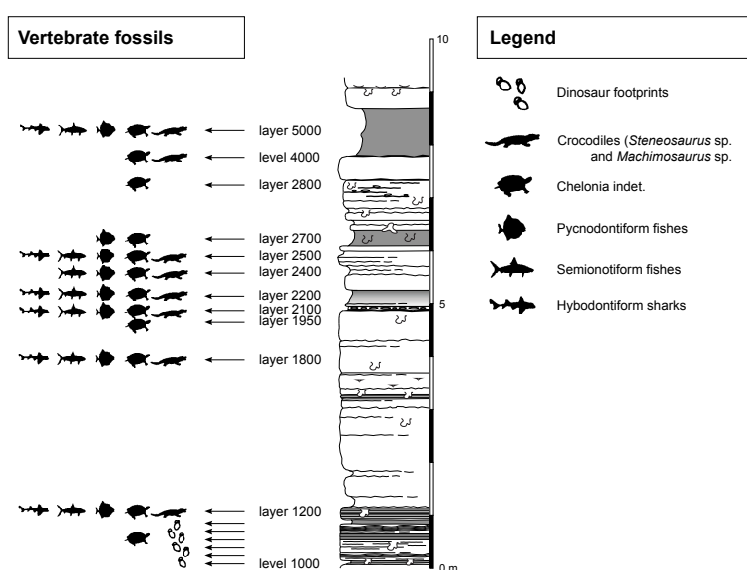 Vertebrate fossils
layer 5000
level 4000
layer 2800
layer 2700
layer 2500
layer 2400
layer 2200
layer 2100
layer 1950
layer 1800
layer 1200
level 1000
10
5
0 m
Legend
Dinosaur footprints
Crocodiles (Steneosaurus sp.
and Machimosaurus sp.
Chelonia indet.
Pycnodontiform fishes
Semionotiform fishes
Hybodontiform sharks